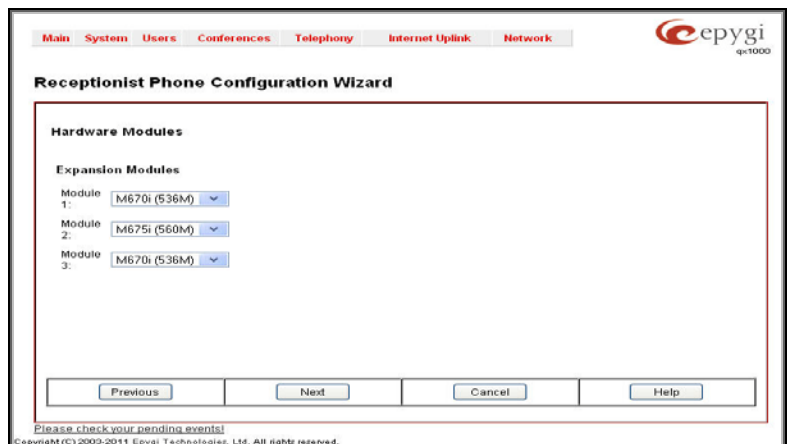 Main System Users Conferences Telephony Internet Uplink Network
epygi
qx1000
Receptionist Phone Configuration Wizard
Hardware Modules
Expansion Modules
Module 1: M670i (536M)
Module 2: M675i (560M)
Module 3: M670i (536M)
Previous Next Cancel Help
Please check your pending events!
Copyright (C) 2003-2011 Epygi Technologies, Ltd. All rights reserved.